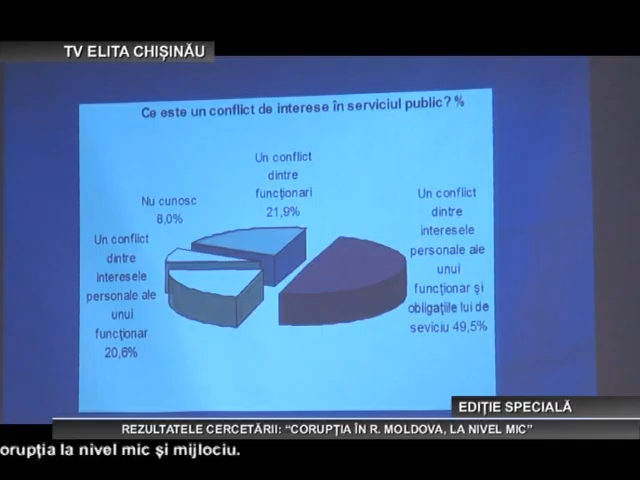 TV ELITA CHIȘINĂU
Ce este un conflict de interese în serviciul public? %
Un conflict
dintre
funcționari
21,9%
Nu cunosc
8,0%
Un conflict
dintre
interesele
personale ale
unui
funcționar și
obligațiile lui de
seviciu 49,5%
Un conflict
dintre
interesele
personale ale
unui
funcționar
20,6%
EDIȚIE SPECIALĂ
REZULTATELE CERCETĂRII: “CORUPȚIA ÎN R. MOLDOVA, LA NIVEL MIC”
orupția la nivel mic și mijlociu.